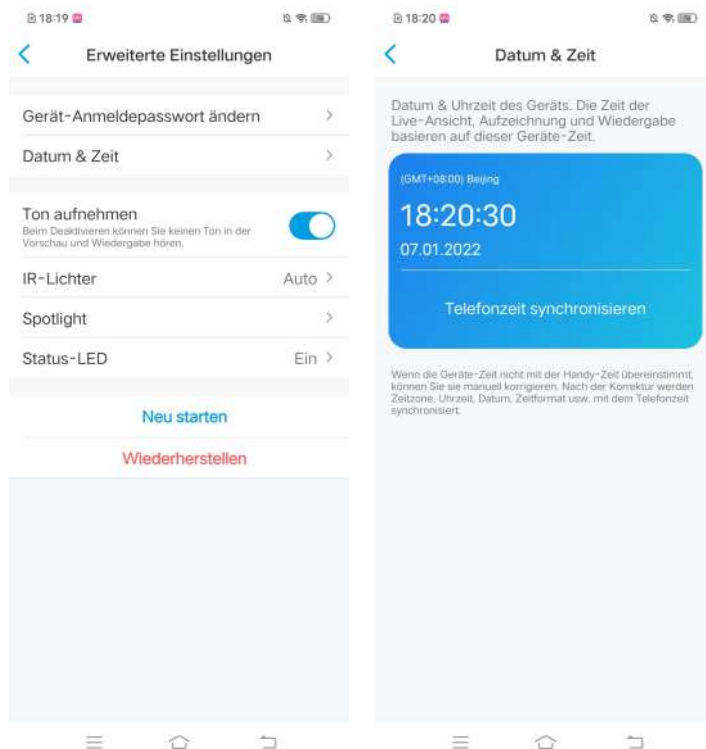 18:19
Erweiterte Einstellungen
Gerät-Anmeldepasswort ändern
Datum & Zeit
Ton aufnehmen
Beim Deaktivieren können Sie keinen Ton in der
Vorschau und Wiedergabe hören.
IR-Lichter Auto
Spotlight
Status-LED Ein
Neu starten
Wiederherstellen
18:20
Datum & Zeit
Datum & Uhrzeit des Geräts. Die Zeit der
Live-Ansicht, Aufzeichnung und Wiedergabe
basieren auf dieser Geräte-Zeit.
(GMT+08:00) Beijing
18:20:30
07.01.2022
Telefonzeit synchronisieren
Wenn die Geräte-Zeit nicht mit der Handy-Zeit übereinstimmt,
können Sie sie manuell korrigieren. Nach der Korrektur werden
Zeitzone, Uhrzeit, Datum, Zeitformat usw. mit dem Telefonzeit
synchronisiert.